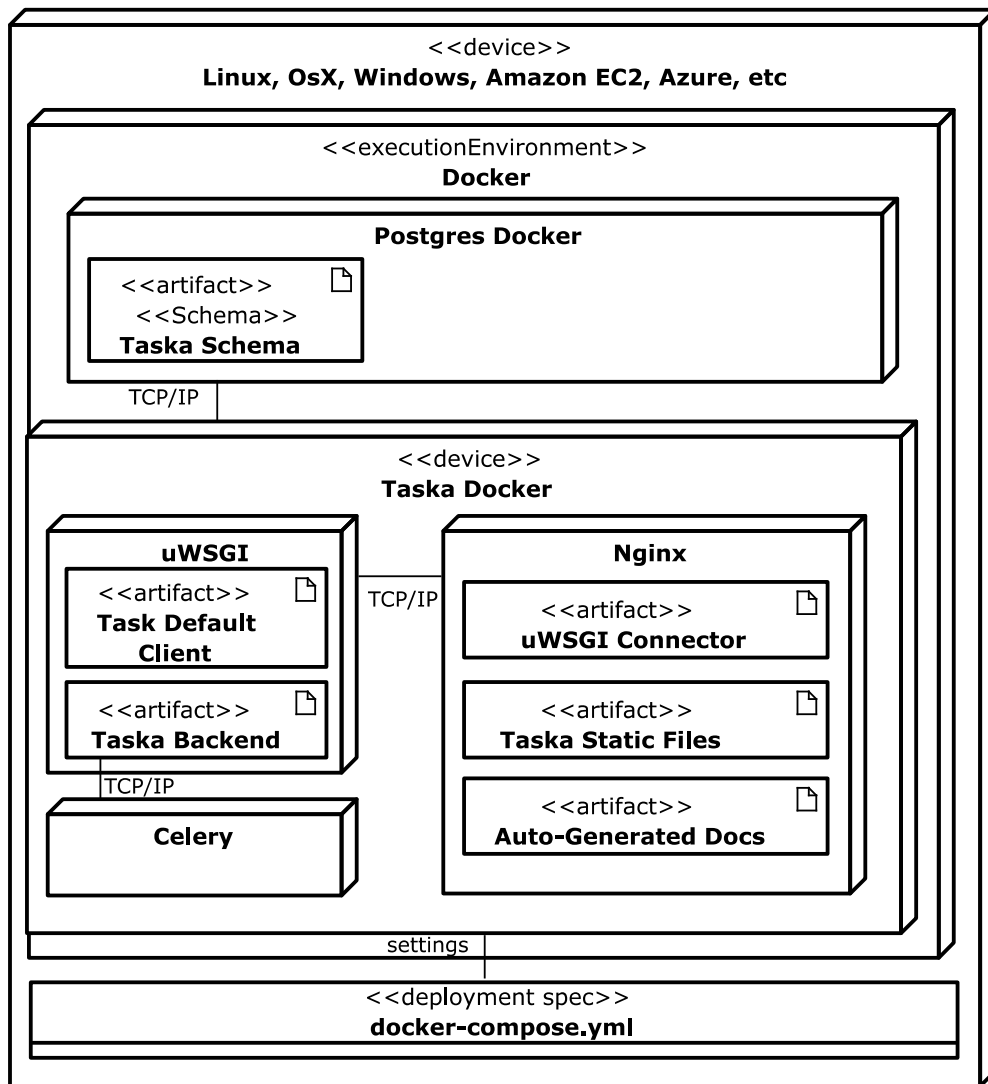 <<device>>
Linux, OsX, Windows, Amazon EC2, Azure, etc
<<executionEnvironment>>
Docker
Postgres Docker
<<artifact>>
<<Schema>>
Taska Schema
TCP/IP
<<device>>
Taska Docker
uWSGI
<<artifact>>
Task Default
Client
<<artifact>>
Taska Backend
TCP/IP
Nginx
<<artifact>>
uWSGI Connector
<<artifact>>
Taska Static Files
<<artifact>>
Auto-Generated Docs
TCP/IP
Celery
settings
<<deployment spec>>
docker-compose.yml